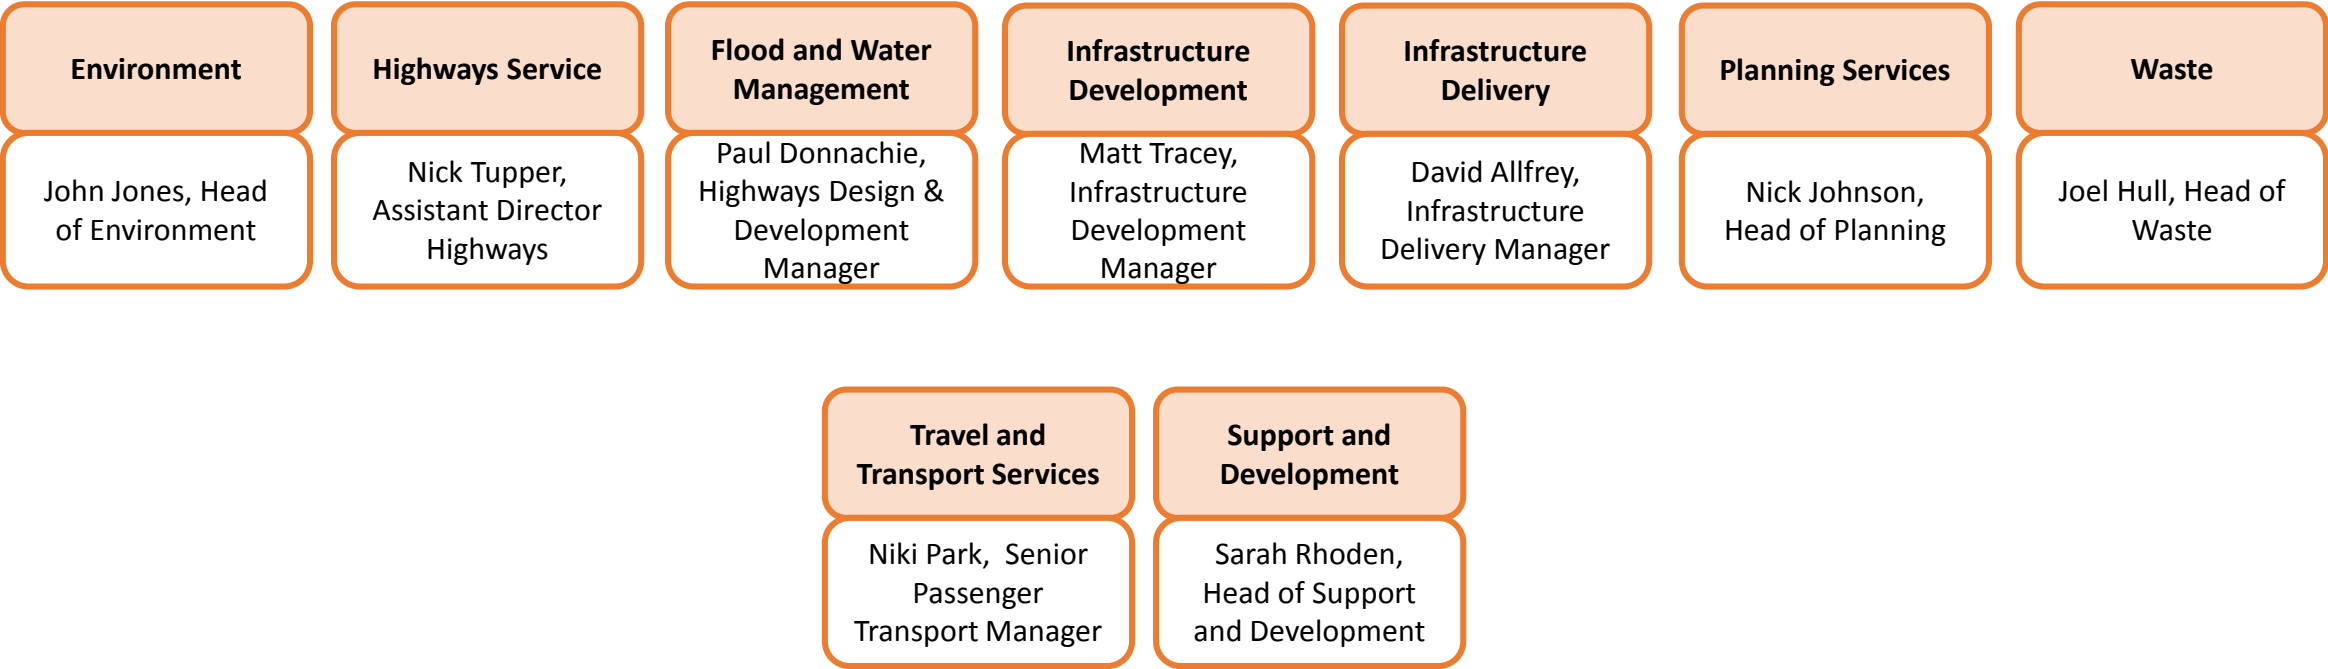 Environment
John Jones, Head
of Environment
Highways Service
Nick Tupper,
Assistant Director
Highways
Flood and Water
Management
Paul Donnachie,
Highways Design &
Development
Manager
Infrastructure
Development
Matt Tracey,
Infrastructure
Development
Manager
Infrastructure
Delivery
David Allfrey,
Infrastructure
Delivery Manager
Planning Services
Nick Johnson,
Head of Planning
Waste
Joel Hull, Head of
Waste
Travel and
Transport Services
Niki Park,  Senior
Passenger
Transport Manager
Support and
Development
Sarah Rhoden,
Head of Support
and Development